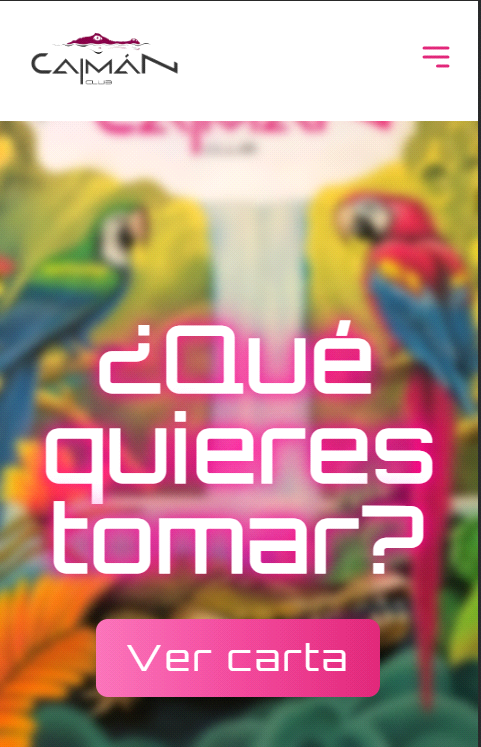 CAIMÁN
CLUB
¿Qué
quieres
tomar?
Ver carta